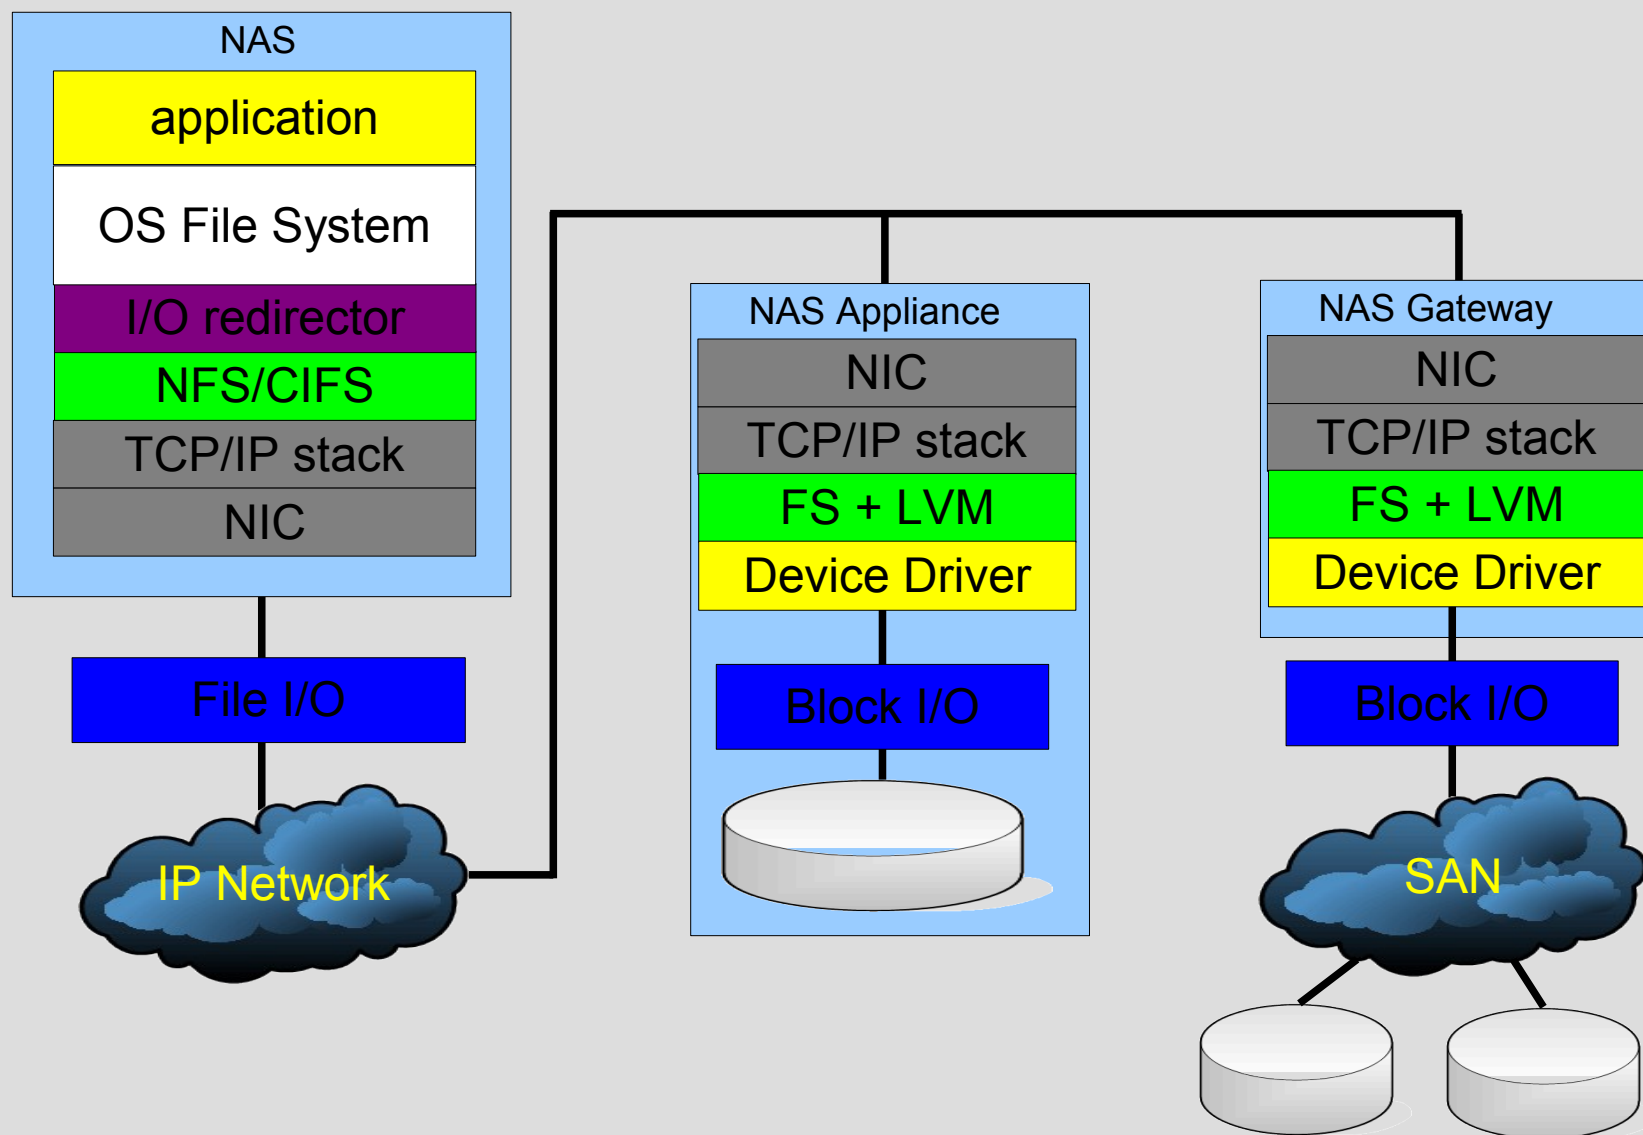 NAS
application
OS File System
I/O redirector
NFS/CIFS
TCP/IP stack
NIC
File I/O
IP Network
NAS Appliance
NIC
TCP/IP stack
FS + LVM
Device Driver
Block I/O
NAS Gateway
NIC
TCP/IP stack
FS + LVM
Device Driver
Block I/O
SAN